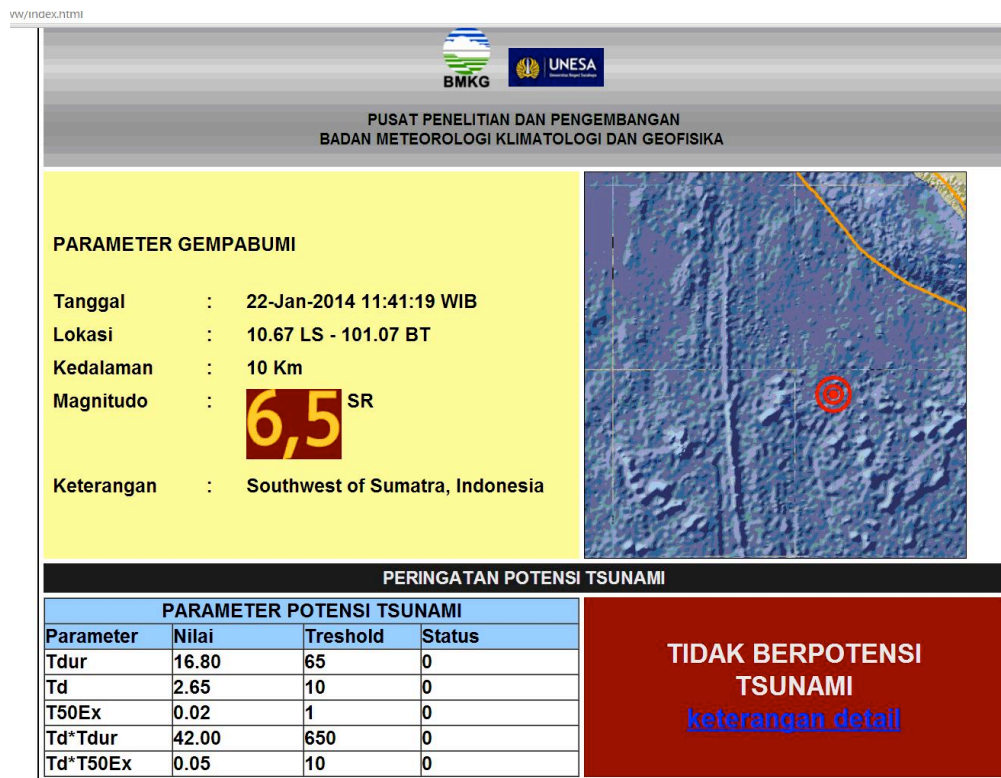 vw/index.html
BMKG
UNESA
Universitas Negeri Surabaya
PUSAT PENELITIAN DAN PENGEMBANGAN
BADAN METEOROLOGI KLIMATOLOGI DAN GEOFISIKA
PARAMETER GEMPABUMI
Tanggal : 22-Jan-2014 11:41:19 WIB
Lokasi : 10.67 LS - 101.07 BT
Kedalaman : 10 Km
Magnitudo : 6,5 SR
Keterangan : Southwest of Sumatra, Indonesia
PERINGATAN POTENSI TSUNAMI
PARAMETER POTENSI TSUNAMI
Parameter Nilai Treshold Status
Tdur 16.80 65 0
Td 2.65 10 0
T50Ex 0.02 1 0
Td*Tdur 42.00 650 0
Td*T50Ex 0.05 10 0
TIDAK BERPOTENSI
TSUNAMI
keterangan detail